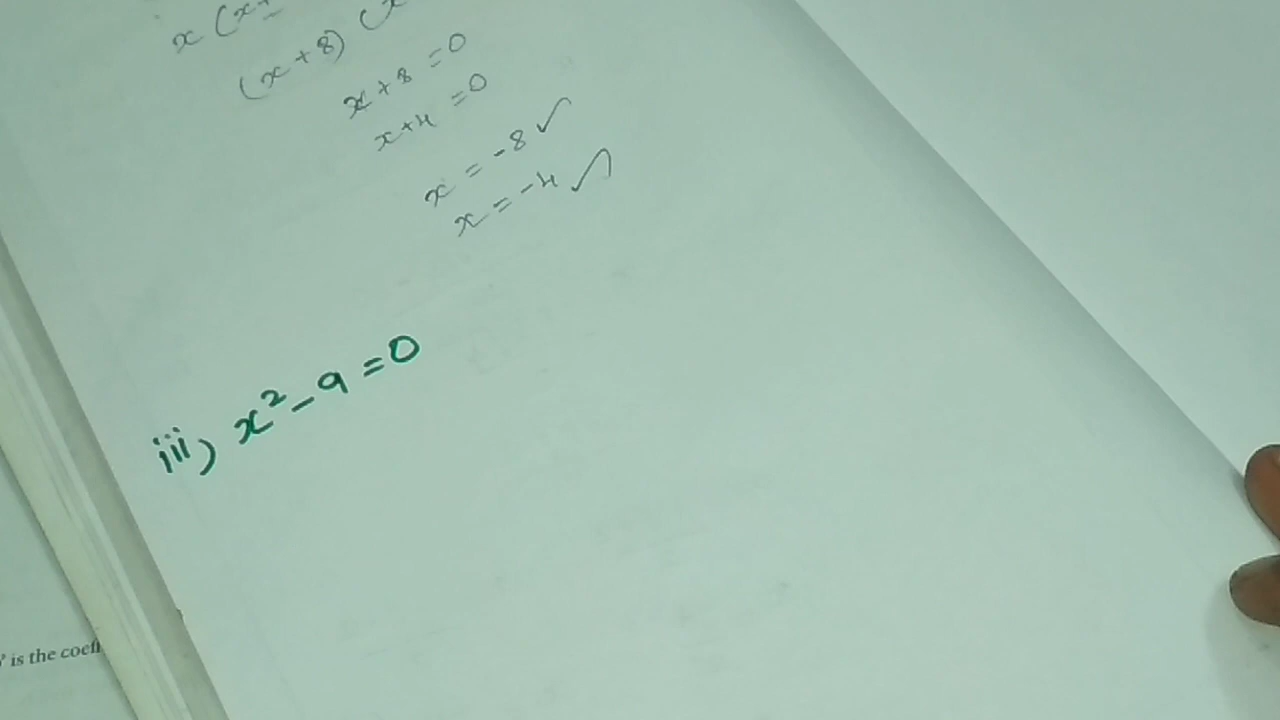 x (x+
(x+8) (x
x+8 =0
x+4 =0
x = -8 ✓
x = -4 ✓
iii) x²-9=0
is the coeff